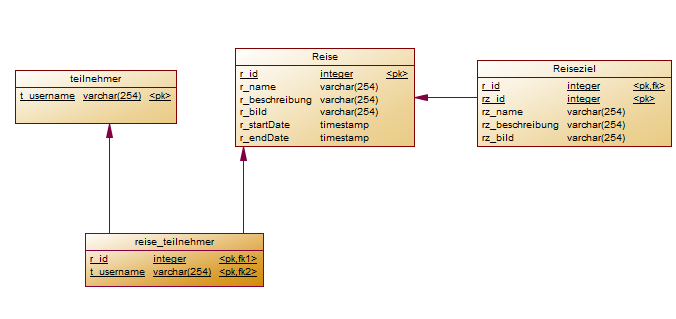 teilnehmer
t_username varchar(254) <pk>
Reise
r_id integer <pk>
r_name varchar(254)
r_beschreibung varchar(254)
r_bild varchar(254)
r_startDate timestamp
r_endDate timestamp
Reiseziel
r_id integer <pk,fk>
rz_id integer <pk>
rz_name varchar(254)
rz_beschreibung varchar(254)
rz_bild varchar(254)
reise_teilnehmer
r_id integer <pk,fk1>
t_username varchar(254) <pk,fk2>